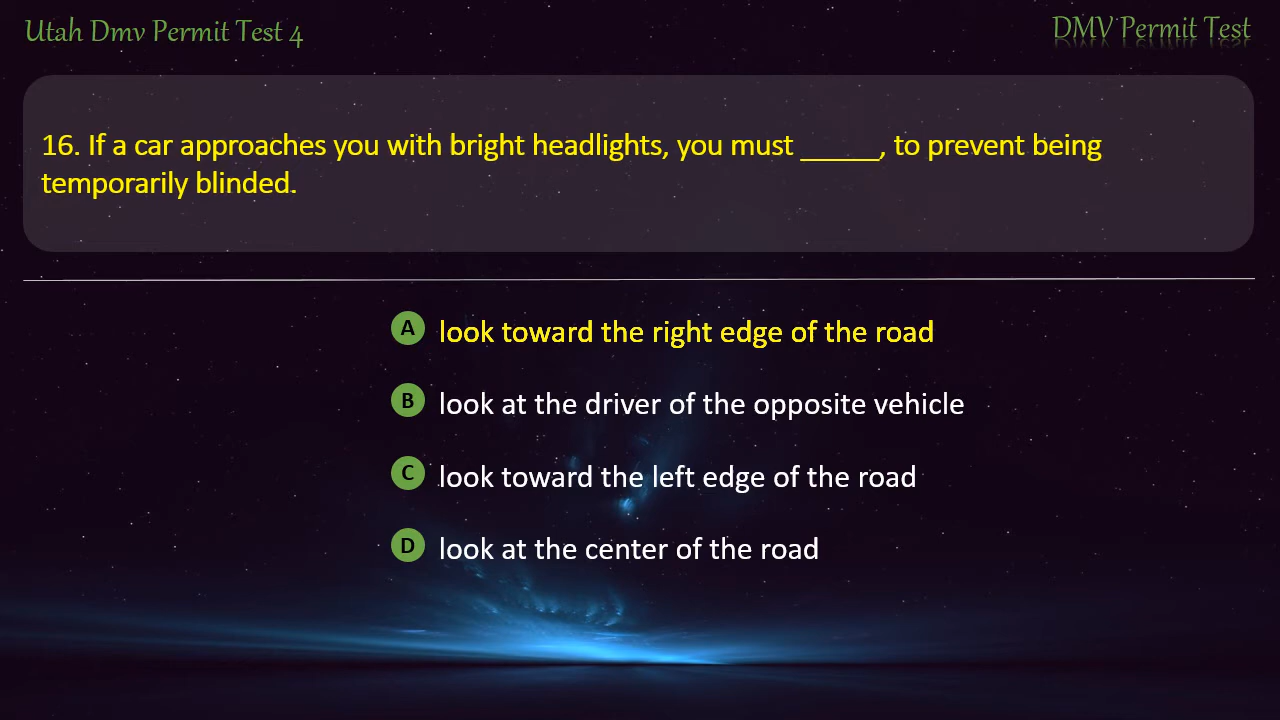 Utah Dmv Permit Test 4
DMV Permit Test
16. If a car approaches you with bright headlights, you must _____, to prevent being
temporarily blinded.
A look toward the right edge of the road
B look at the driver of the opposite vehicle
C look toward the left edge of the road
D look at the center of the road